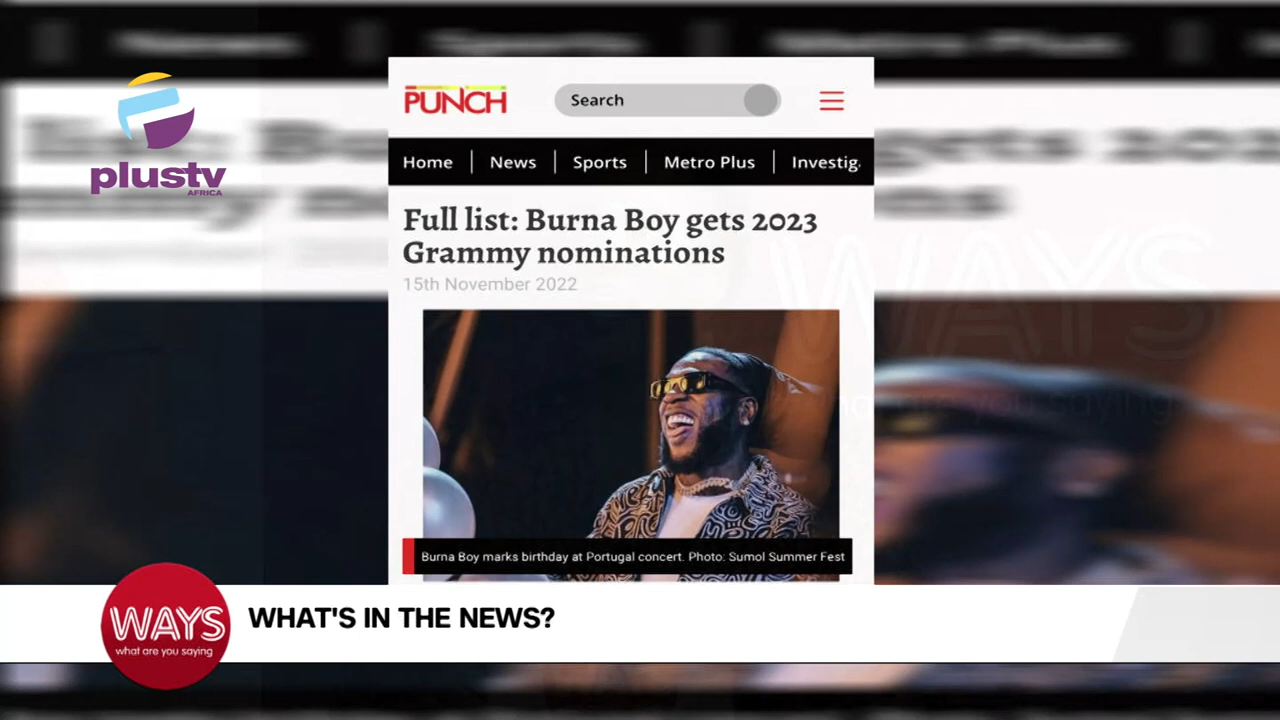 plustv
AFRICA
PUNCH
Search
Home
News
Sports
Metro Plus
Investig
Full list: Burna Boy gets 2023
Grammy nominations
15th November 2022
WAYS
Burna Boy marks birthday at Portugal concert. Photo: Sumol Summer Fest
WAYS
what are you saying
WHAT'S IN THE NEWS?